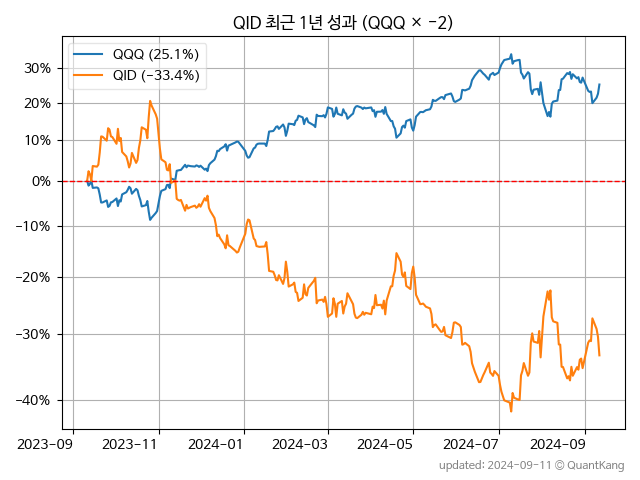 QID 최근 1년 성과 (QQQ × -2)
QQQ (25.1%)
QID (-33.4%)
30%
20%
10%
0%
-10%
-20%
-30%
-40%
2023-09 2023-11 2024-01 2024-03 2024-05 2024-07 2024-09
updated: 2024-09-11 © QuantKang